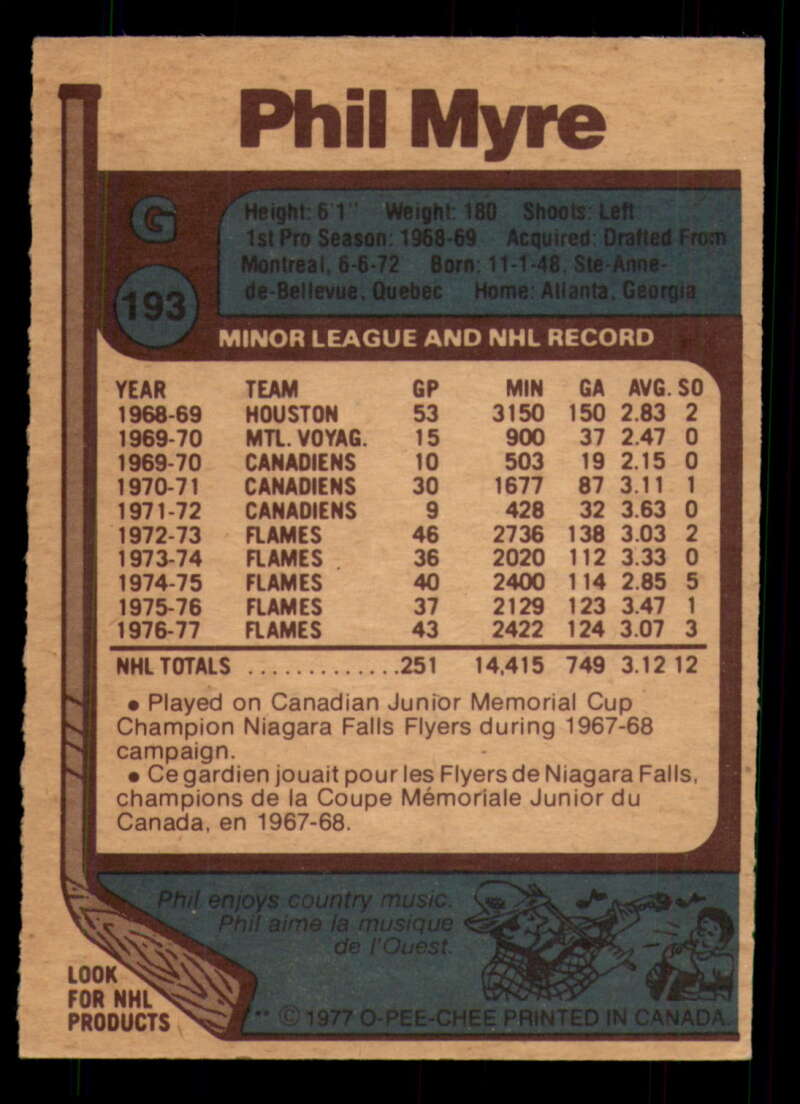 Phil Myre
G
Height: 6'1" Weight: 180 Shoots: Left
1st Pro Season: 1968-69 Acquired: Drafted From
Montreal, 6-6-72 Born: 11-1-48, Ste-Anne-
de-Bellevue, Quebec Home: Atlanta, Georgia
193
MINOR LEAGUE AND NHL RECORD
YEAR TEAM GP MIN GA AVG. SO
1968-69 HOUSTON 53 3150 150 2.83 2
1969-70 MTL. VOYAG. 15 900 37 2.47 0
1969-70 CANADIENS 10 503 19 2.15 0
1970-71 CANADIENS 30 1677 87 3.11 1
1971-72 CANADIENS 9 428 32 3.63 0
1972-73 FLAMES 46 2736 138 3.03 2
1973-74 FLAMES 36 2020 112 3.33 0
1974-75 FLAMES 40 2400 114 2.85 5
1975-76 FLAMES 37 2129 123 3.47 1
1976-77 FLAMES 43 2422 124 3.07 3
NHL TOTALS .............251 14,415 749 3.12 12
• Played on Canadian Junior Memorial Cup
Champion Niagara Falls Flyers during 1967-68
campaign.
• Ce gardien jouait pour les Flyers de Niagara Falls,
champions de la Coupe Mémoriale Junior du
Canada, en 1967-68.
Phil enjoys country music.
Phil aime la musique
de l'Ouest.
LOOK
FOR NHL
PRODUCTS
** © 1977 O-PEE-CHEE PRINTED IN CANADA